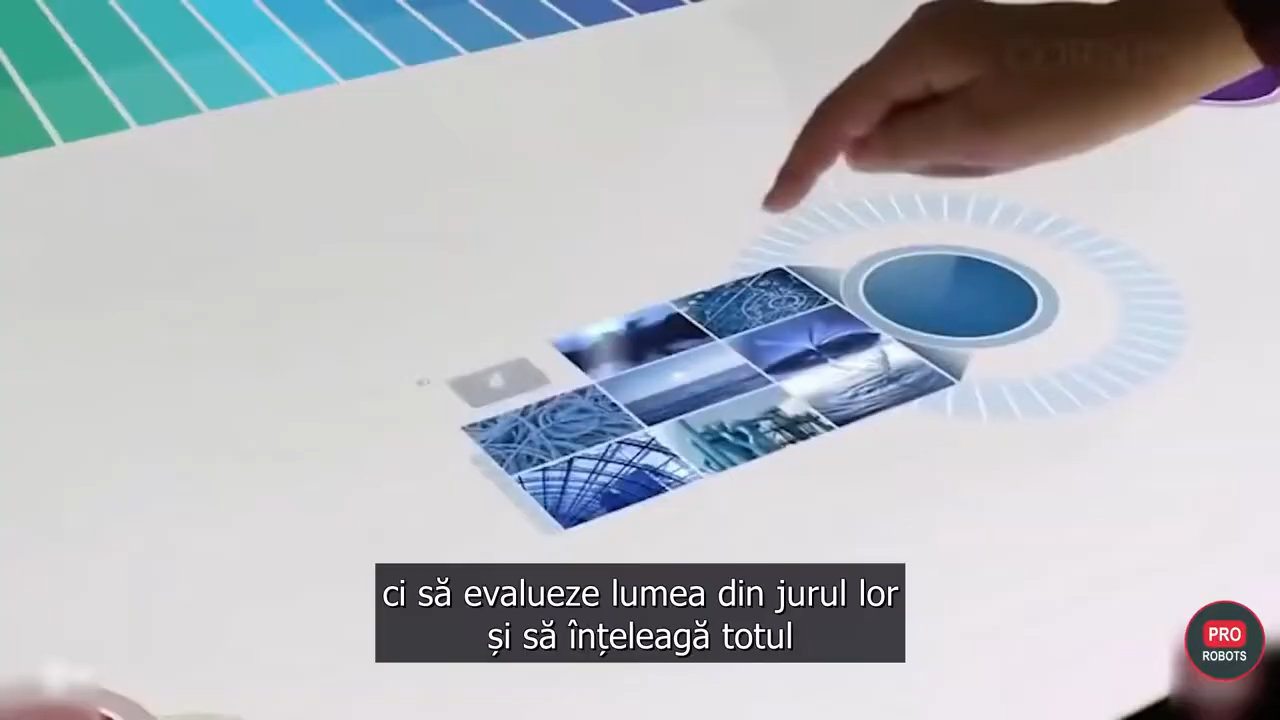 ci să evalueze lumea din jurul lor
și să înțeleagă totul
PRO
ROBOTS